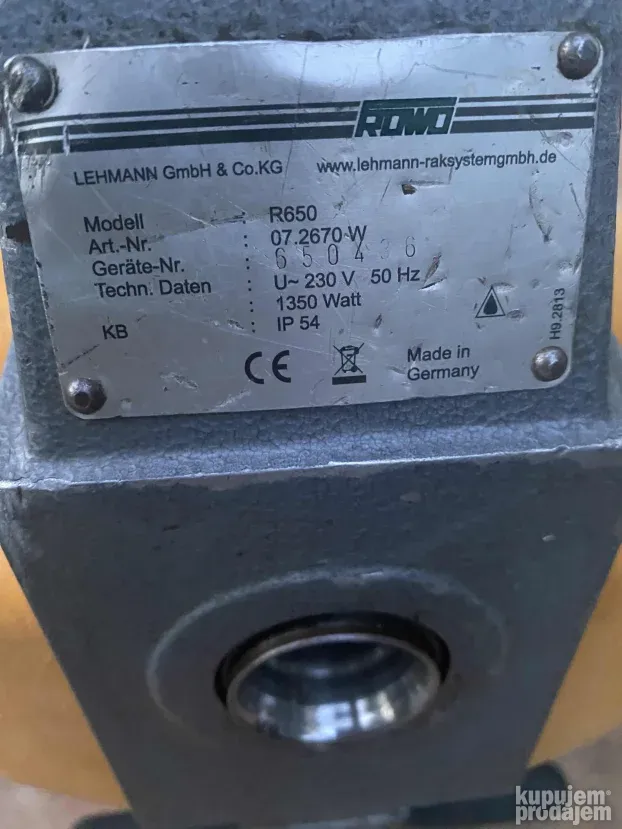 ROWO
LEHMANN GmbH & Co.KG www.lehmann-raksystemgmbh.de
Modell : R650
Art.-Nr. : 07.2670-W
Geräte-Nr. : 650436
Techn. Daten : U~ 230 V 50 Hz
: 1350 Watt
KB : IP 54
CE
Made in
Germany
H9.2813
kupujem
prodajem